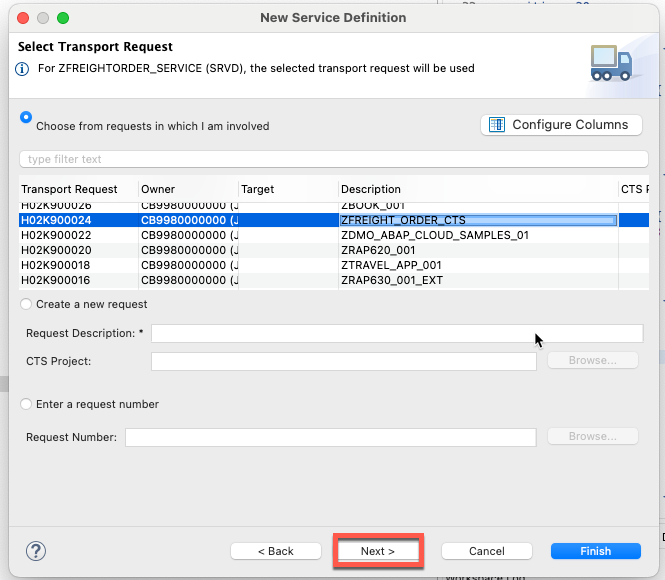 New Service Definition
Select Transport Request
For ZFREIGHTORDER_SERVICE (SRVD), the selected transport request will be used
Choose from requests in which I am involved
Configure Columns
type filter text
Transport Request Owner Target Description CTS P
H02K900026 CB9980000000 (J ZBOOK_001
H02K900024 CB9980000000 (J ZFREIGHT_ORDER_CTS
H02K900022 CB9980000000 (J ZDMO_ABAP_CLOUD_SAMPLES_01
H02K900020 CB9980000000 (J ZRAP620_001
H02K900018 CB9980000000 (J ZTRAVEL_APP_001
H02K900016 CB9980000000 (J ZRAP630_001_EXT
Create a new request
Request Description: *
CTS Project: Browse...
Enter a request number
Request Number: Browse...
? < Back Next > Cancel Finish